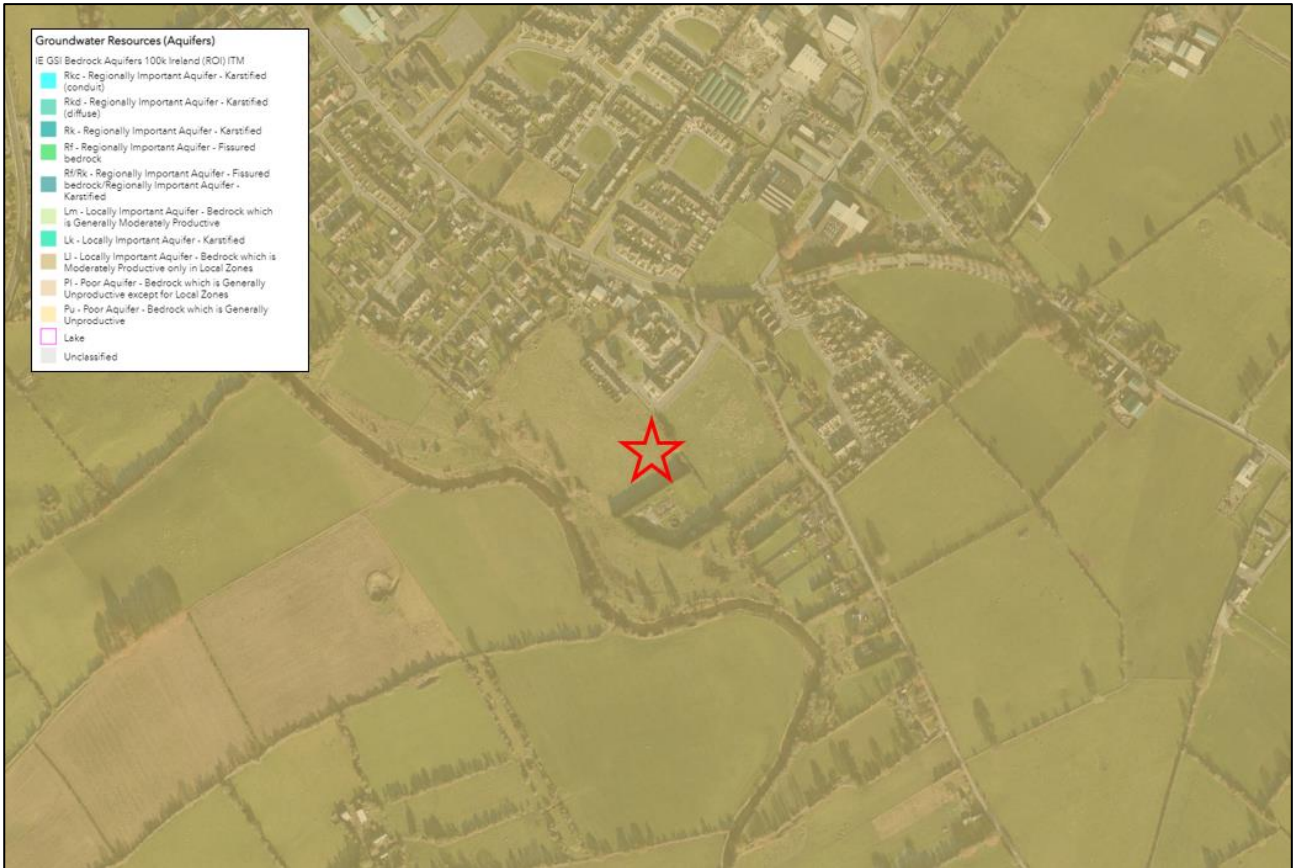 Groundwater Resources (Aquifers)
IE GSI Bedrock Aquifers 100k Ireland (ROI) ITM
Rkc - Regionally Important Aquifer - Karstified
(conduit)
Rkd - Regionally Important Aquifer - Karstified
(diffuse)
Rk - Regionally Important Aquifer - Karstified
Rf - Regionally Important Aquifer - Fissured
bedrock
Rf/Rk - Regionally Important Aquifer - Fissured
bedrock/Regionally Important Aquifer -
Karstified
Lm - Locally Important Aquifer - Bedrock which
is Generally Moderately Productive
Lk - Locally Important Aquifer - Karstified
Ll - Locally Important Aquifer - Bedrock which is
Moderately Productive only in Local Zones
Pl - Poor Aquifer - Bedrock which is Generally
Unproductive except for Local Zones
Pu - Poor Aquifer - Bedrock which is Generally
Unproductive
Lake
Unclassified